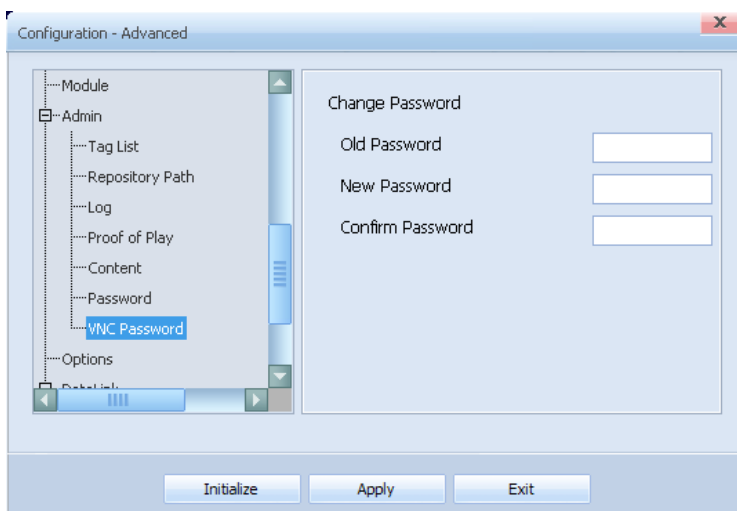 Configuration - Advanced
Module
Admin
Tag List
Repository Path
Log
Proof of Play
Content
Password
VNC Password
Options
DataLink
Change Password
Old Password
New Password
Confirm Password
Initialize
Apply
Exit